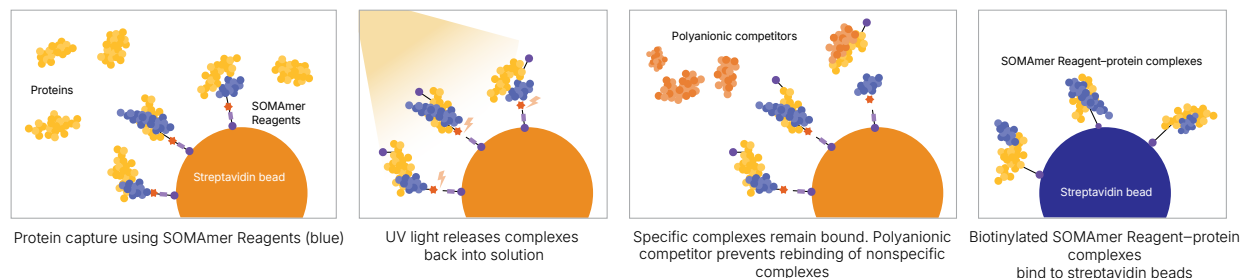 Proteins
SOMAmer
Reagents
Streptavidin bead
Protein capture using SOMAmer Reagents (blue)
UV light releases complexes
back into solution
Polyanionic competitors
Specific complexes remain bound. Polyanionic
competitor prevents rebinding of nonspecific
complexes
SOMAmer Reagent–protein complexes
Streptavidin bead
Biotinylated SOMAmer Reagent–protein
complexes
bind to streptavidin beads